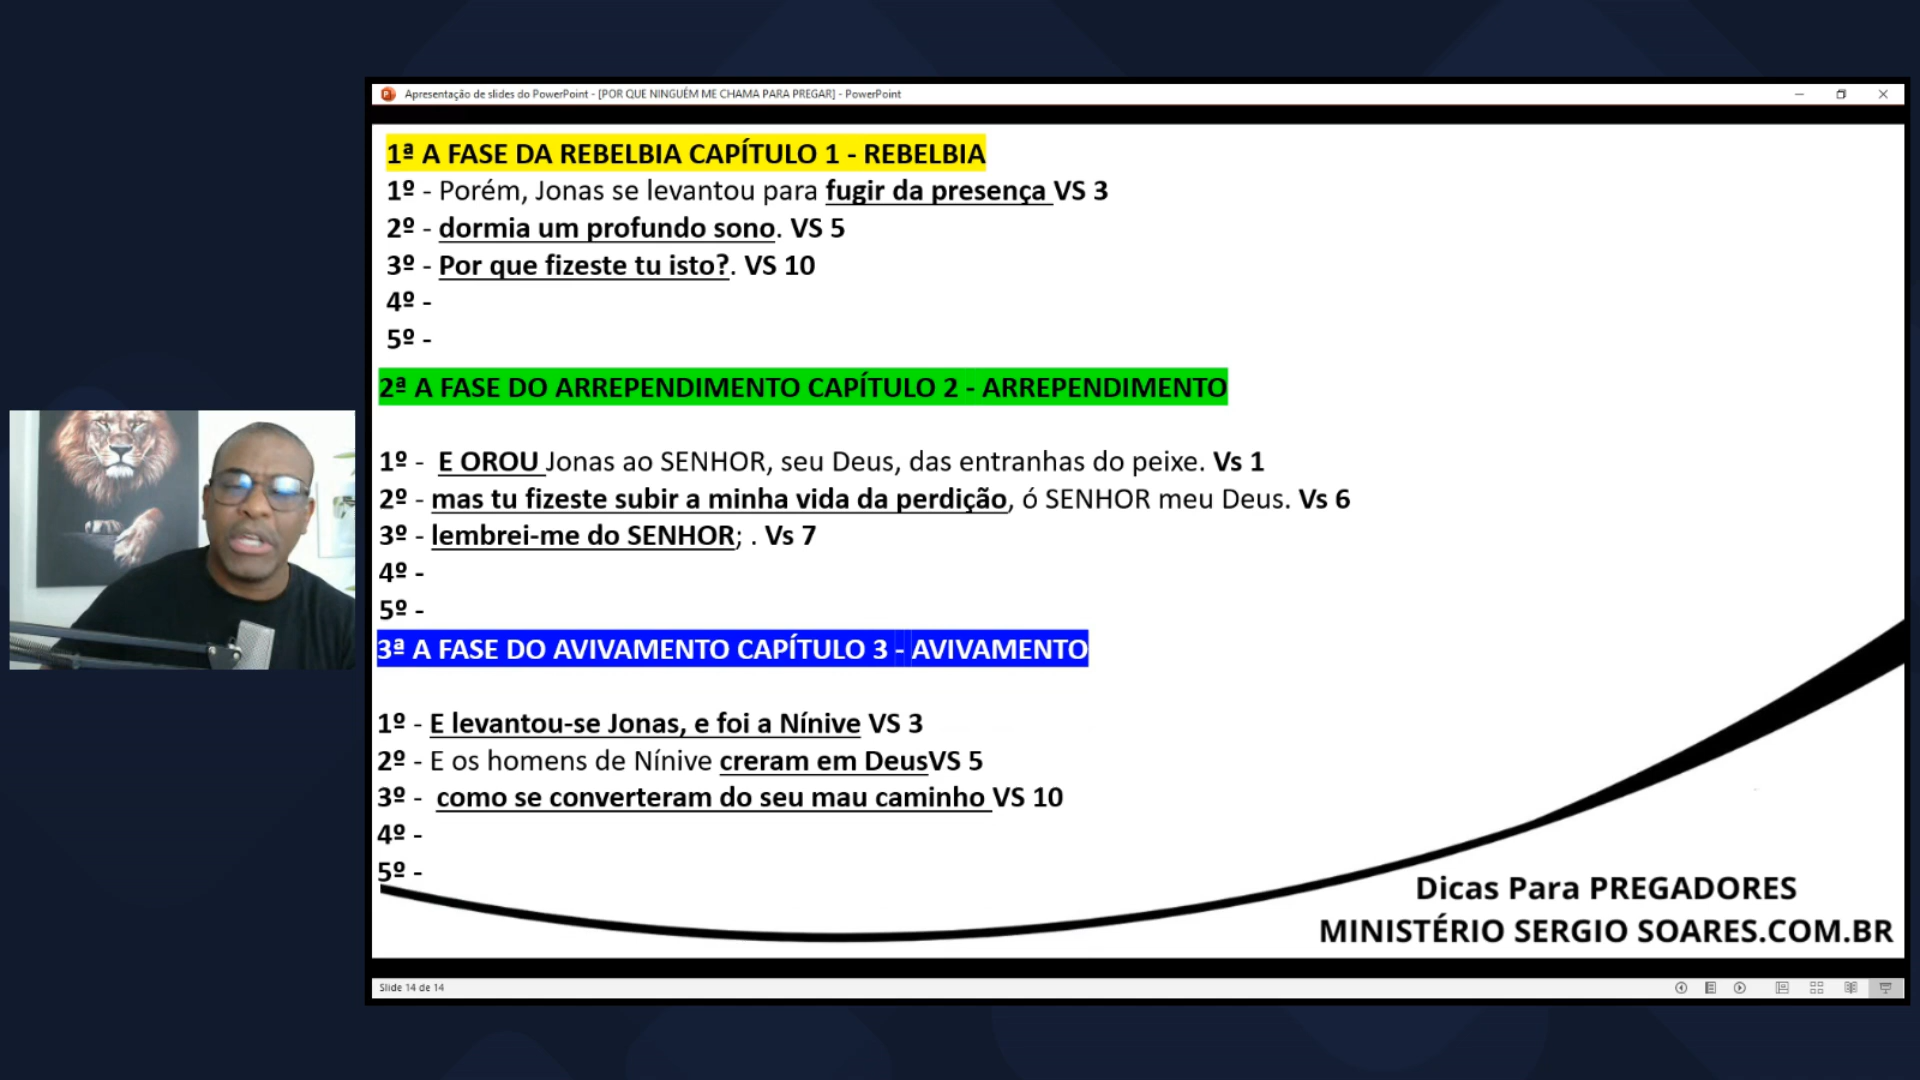 Apresentação de slides do PowerPoint - [POR QUE NINGUÉM ME CHAMA PARA PREGAR] - PowerPoint
1ª A FASE DA REBELBIA CAPÍTULO 1 - REBELBIA
1º - Porém, Jonas se levantou para fugir da presença VS 3
2º - dormia um profundo sono. VS 5
3º - Por que fizeste tu isto?. VS 10
4º -
5º -
2ª A FASE DO ARREPENDIMENTO CAPÍTULO 2 - ARREPENDIMENTO
1º - E OROU Jonas ao SENHOR, seu Deus, das entranhas do peixe. Vs 1
2º - mas tu fizeste subir a minha vida da perdição, ó SENHOR meu Deus. Vs 6
3º - lembrei-me do SENHOR; . Vs 7
4º -
5º -
3ª A FASE DO AVIVAMENTO CAPÍTULO 3 - AVIVAMENTO
1º - E levantou-se Jonas, e foi a Nínive VS 3
2º - E os homens de Nínive creram em DeusVS 5
3º - como se converteram do seu mau caminho VS 10
4º -
5º -
Dicas Para PREGADORES
MINISTÉRIO SERGIO SOARES.COM.BR
Slide 14 de 14